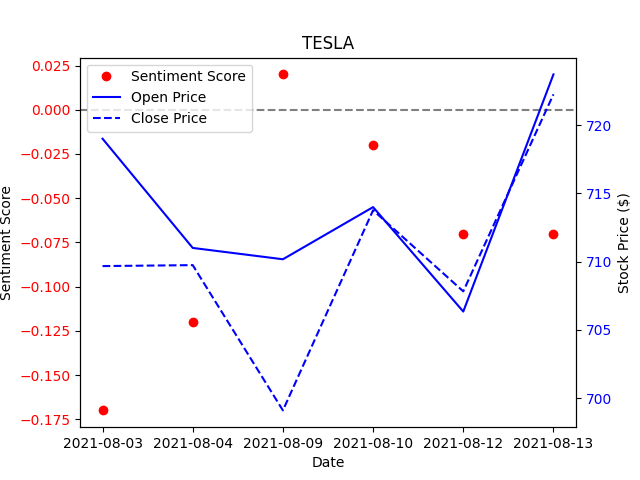 TESLA
Sentiment Score
Open Price
Close Price
0.025
0.000
−0.025
−0.050
−0.075
−0.100
−0.125
−0.150
−0.175
Sentiment Score
720
715
710
705
700
Stock Price ($)
2021-08-03 2021-08-04 2021-08-09 2021-08-10 2021-08-12 2021-08-13
Date